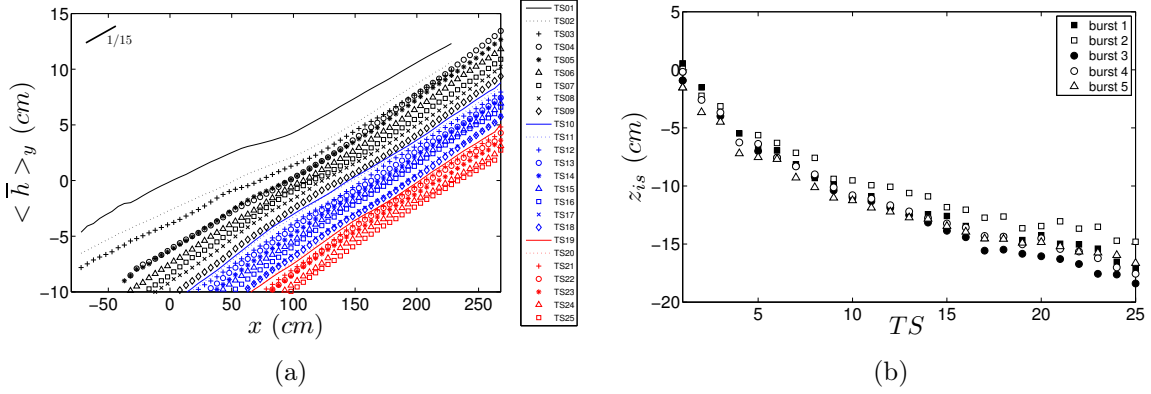 15
10
5
0
−5
−10
−50
0
50
100
150
200
250
1/15
< h̅ >y (cm)
x (cm)
TS01
TS02
TS03
TS04
TS05
TS06
TS07
TS08
TS09
TS10
TS11
TS12
TS13
TS14
TS15
TS16
TS17
TS18
TS19
TS20
TS21
TS22
TS23
TS24
TS25
(a)
5
0
−5
−10
−15
−20
5
10
15
20
25
zis (cm)
TS
burst 1
burst 2
burst 3
burst 4
burst 5
(b)